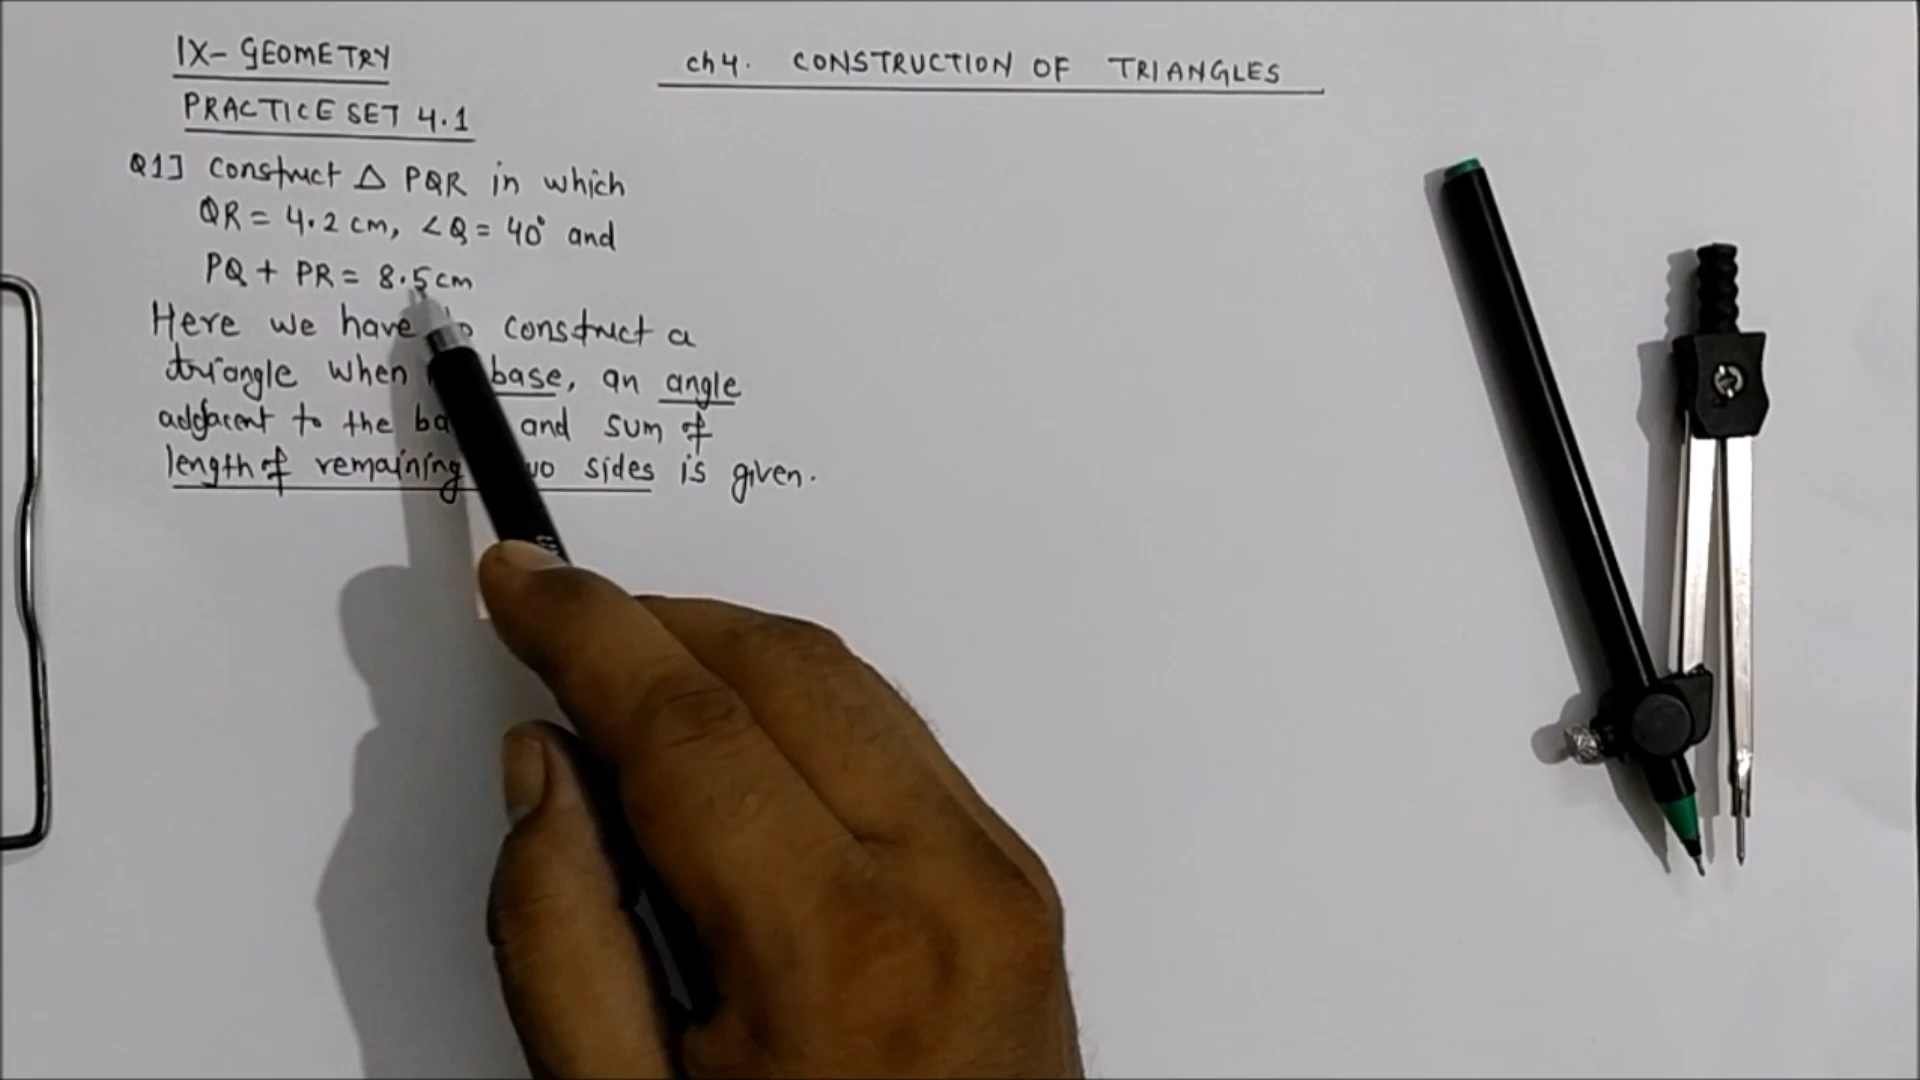 IX- GEOMETRY
ch 4. CONSTRUCTION OF TRIANGLES
PRACTICE SET 4.1
Q1] Construct △ PQR in which
QR = 4.2 cm, ∠Q = 40° and
PQ + PR = 8.5 cm
Here we have construct a
triangle when base, an angle
adjacent to the and sum of
length of remaining sides is given.